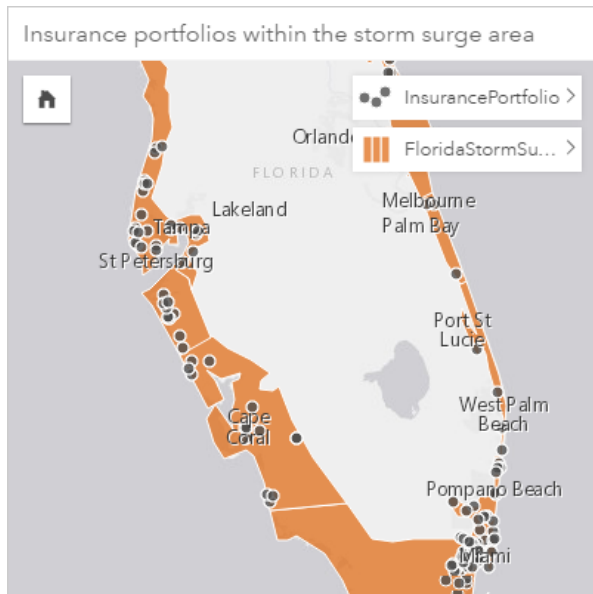 Insurance portfolios within the storm surge area
InsurancePortfolio
FloridaStormSu...
Orlando
FLORIDA
Lakeland
Melbourne
Palm Bay
Tampa
St Petersburg
Port St
Lucie
West Palm
Beach
Cape
Coral
Pompano Beach
Miami